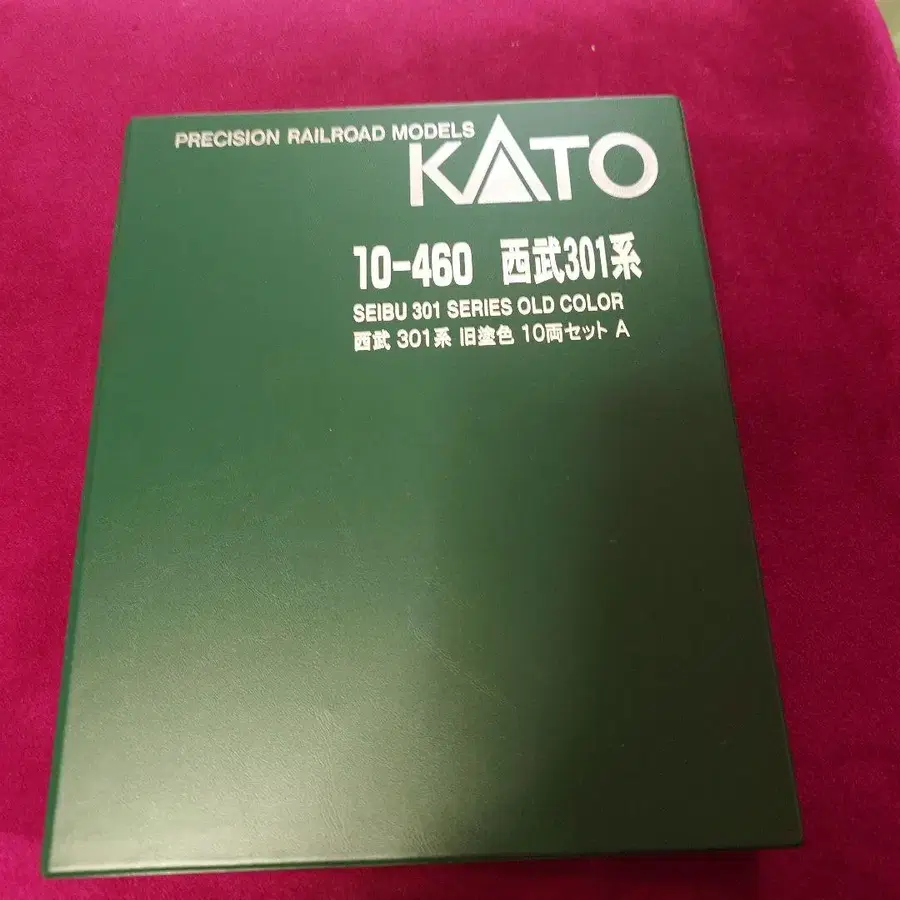 PRECISION RAILROAD MODELS
KATO
10-460 西武301系
SEIBU 301 SERIES OLD COLOR
西武 301系 旧塗色 10両セット A